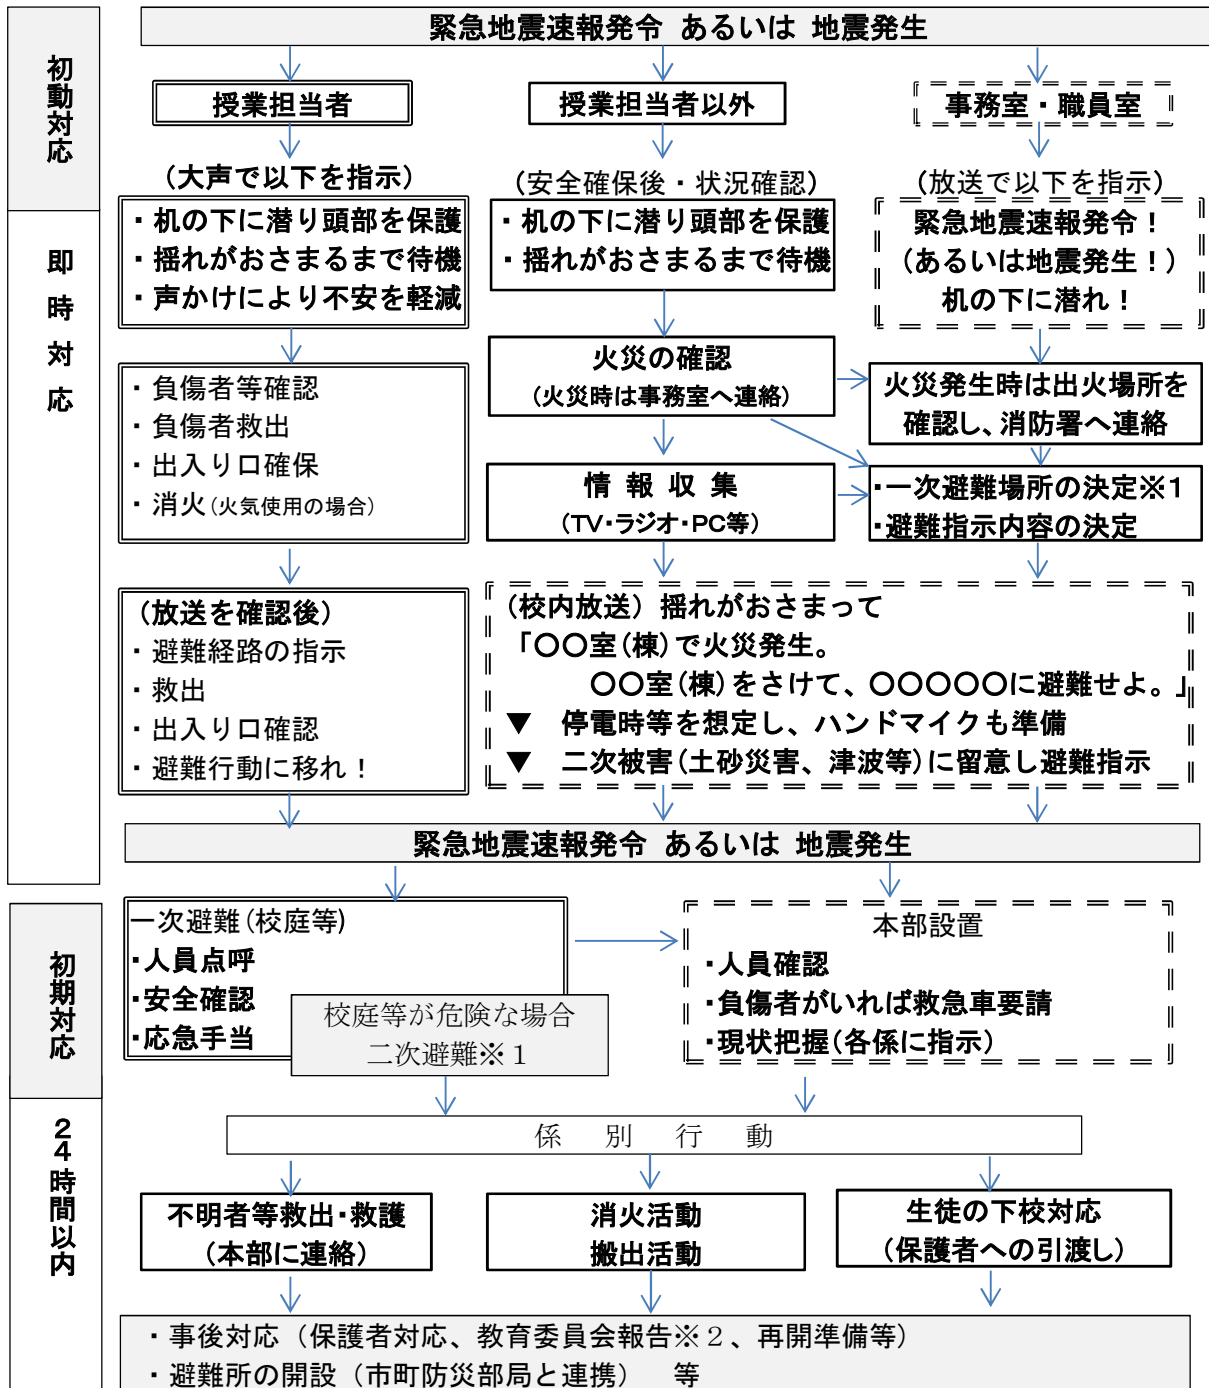 緊急地震速報発令 あるいは 地震発生
初動対応
授業担当者
授業担当者以外
事務室・職員室
(大声で以下を指示)
・机の下に潜り頭部を保護
・揺れがおさまるまで待機
・声かけにより不安を軽減
(安全確保後・状況確認)
・机の下に潜り頭部を保護
・揺れがおさまるまで待機
(放送で以下を指示)
緊急地震速報発令！
(あるいは地震発生！)
机の下に潜れ！
即時対応
・負傷者等確認
・負傷者救出
・出入り口確保
・消火(火気使用の場合)
火災の確認
(火災時は事務室へ連絡)
火災発生時は出火場所を
確認し、消防署へ連絡
情 報 収 集
(TV・ラジオ・PC等)
・一次避難場所の決定※1
・避難指示内容の決定
(放送を確認後)
・避難経路の指示
・救出
・出入り口確認
・避難行動に移れ！
(校内放送) 揺れがおさまって
「〇〇室(棟)で火災発生。
〇〇室(棟)をさけて、〇〇〇〇〇に避難せよ。」
▼ 停電時等を想定し、ハンドマイクも準備
▼ 二次被害(土砂災害、津波等)に留意し避難指示
緊急地震速報発令 あるいは 地震発生
初期対応
一次避難(校庭等)
・人員点呼
・安全確認
・応急手当
校庭等が危険な場合
二次避難※１
本部設置
・人員確認
・負傷者がいれば救急車要請
・現状把握(各係に指示)
24時間以内
係 別 行 動
不明者等救出・救護
(本部に連絡)
消火活動
搬出活動
生徒の下校対応
(保護者への引渡し)
・事後対応（保護者対応、教育委員会報告※２、再開準備等）
・避難所の開設（市町防災部局と連携） 等